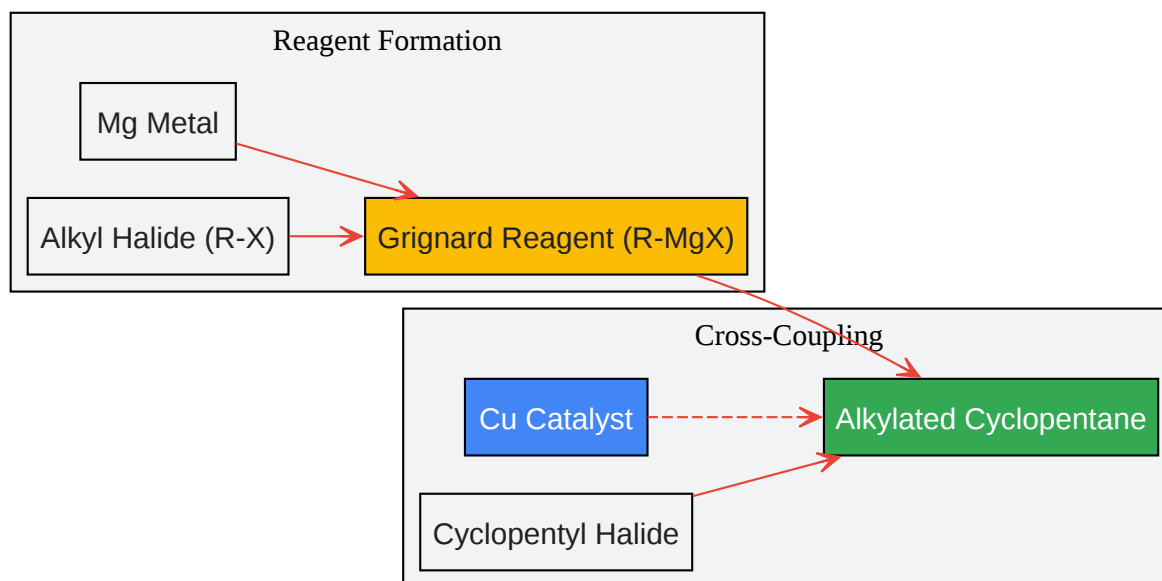 Reagent Formation
Mg Metal
Alkyl Halide (R-X)
Grignard Reagent (R-MgX)
Cross-Coupling
Cu Catalyst
Alkylated Cyclopentane
Cyclopentyl Halide